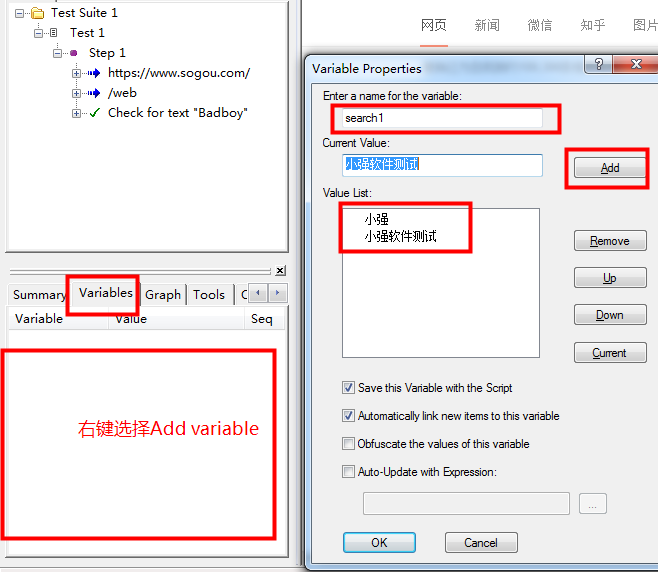 Test Suite 1
Test 1
Step 1
https://www.sogou.com/
/web
Check for text "Badboy"
Summary Variables Graph Tools C
Variable Value Seq
右键选择Add variable
网页 新闻 微信 知乎 图片
Variable Properties
Enter a name for the variable:
search1
Current Value:
小强软件测试
Add
Value List:
小强
小强软件测试
Remove
Up
Down
Current
Save this Variable with the Script
Automatically link new items to this variable
Obfuscate the values of this variable
Auto-Update with Expression:
...
OK Cancel